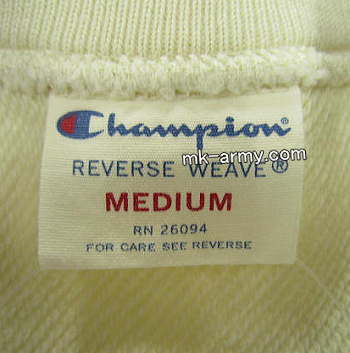 Champion®
mk-army.com
REVERSE WEAVE®
MEDIUM
RN 26094
FOR CARE SEE REVERSE